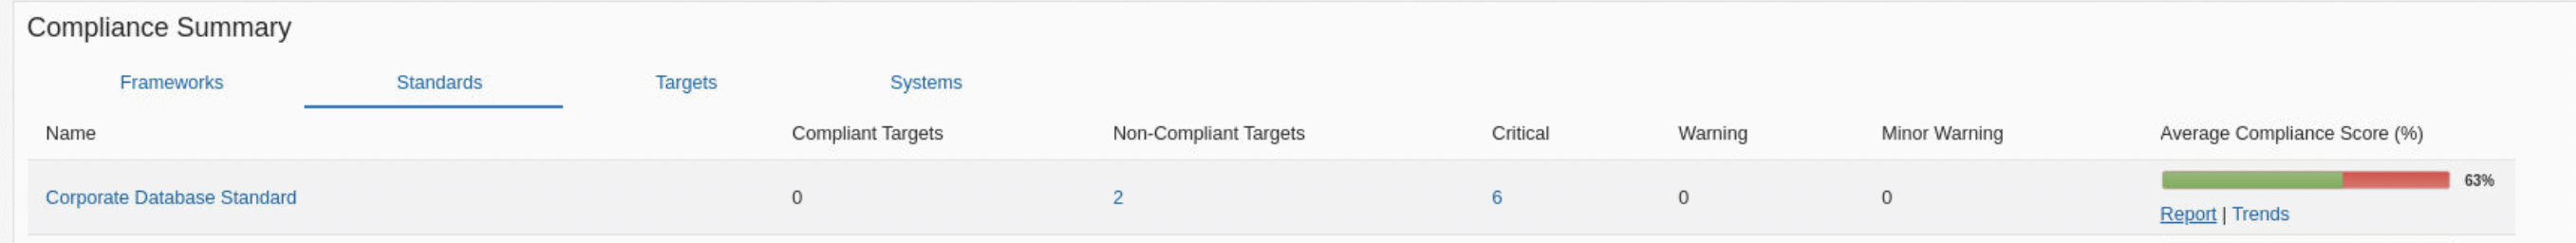 Compliance Summary
Frameworks Standards Targets Systems
Name Compliant Targets Non-Compliant Targets Critical Warning Minor Warning Average Compliance Score (%)
Corporate Database Standard 0 2 6 0 0 63%
Report | Trends